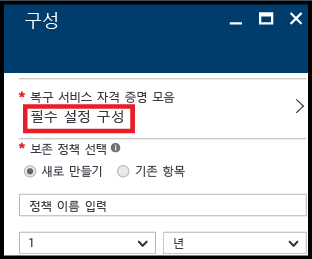 구성
* 복구 서비스 자격 증명 모음
필수 설정 구성
* 보존 정책 선택
새로 만들기 기존 항목
정책 이름 입력
1 년